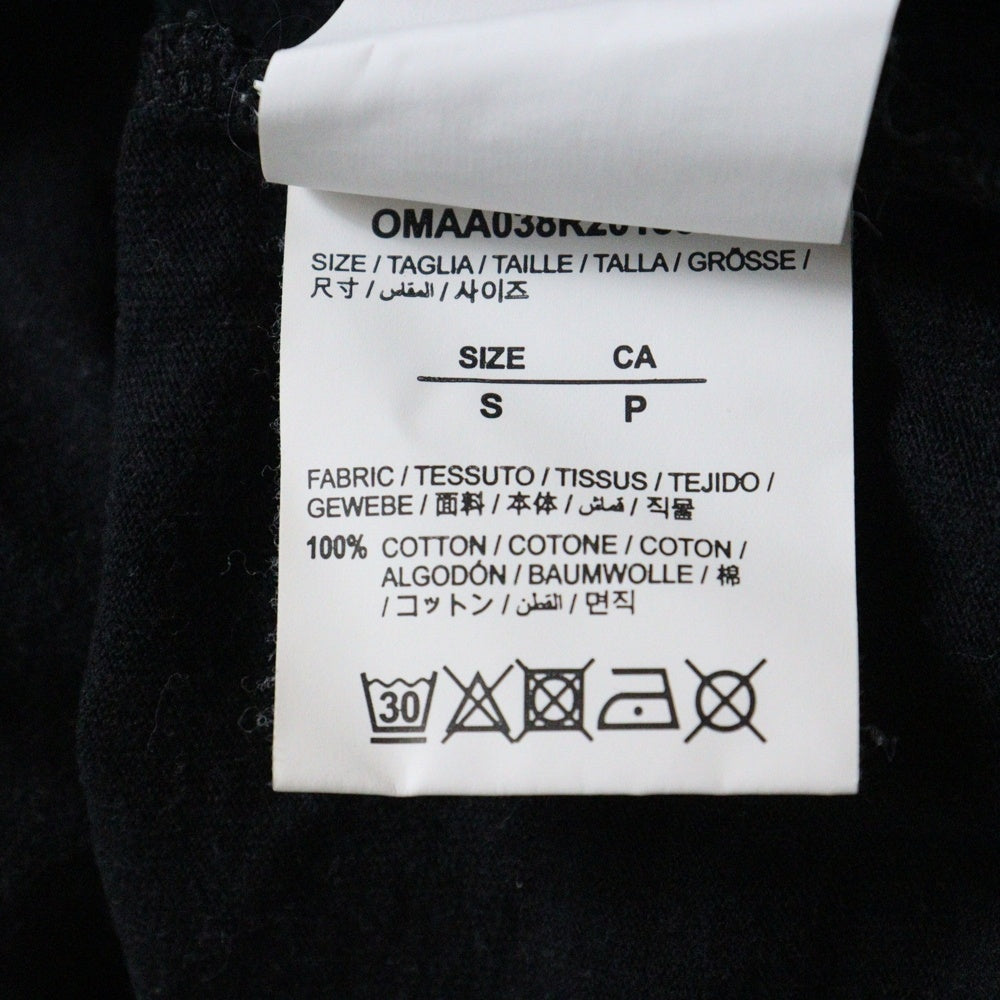 SIZE / TAGLIA / TAILLE / TALLA / GRÖSSE /
尺寸 / المقاس / 사이즈
SIZE CA
S P
FABRIC / TESSUTO / TISSUS / TEJIDO /
GEWEBE / 面料 / 本体 / قماش / 직물
100% COTTON / COTONE / COTON /
ALGODÓN / BAUMWOLLE / 棉
/ コットン / القطن / 면직
30